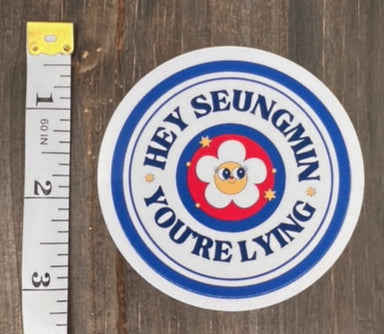 1
60 IN
2
3
HEY SEUNGMIN
YOU'RE LYING